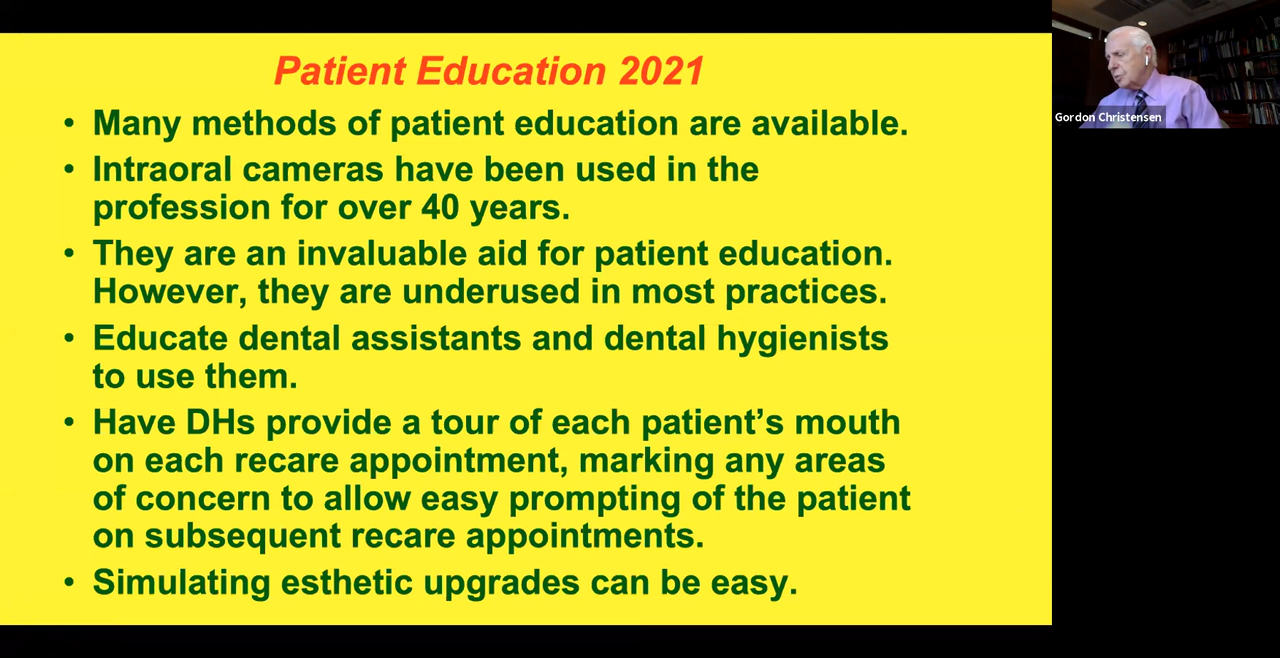 Patient Education 2021
• Many methods of patient education are available.
• Intraoral cameras have been used in the
profession for over 40 years.
• They are an invaluable aid for patient education.
However, they are underused in most practices.
• Educate dental assistants and dental hygienists
to use them.
• Have DHs provide a tour of each patient's mouth
on each recare appointment, marking any areas
of concern to allow easy prompting of the patient
on subsequent recare appointments.
• Simulating esthetic upgrades can be easy.
Gordon Christensen